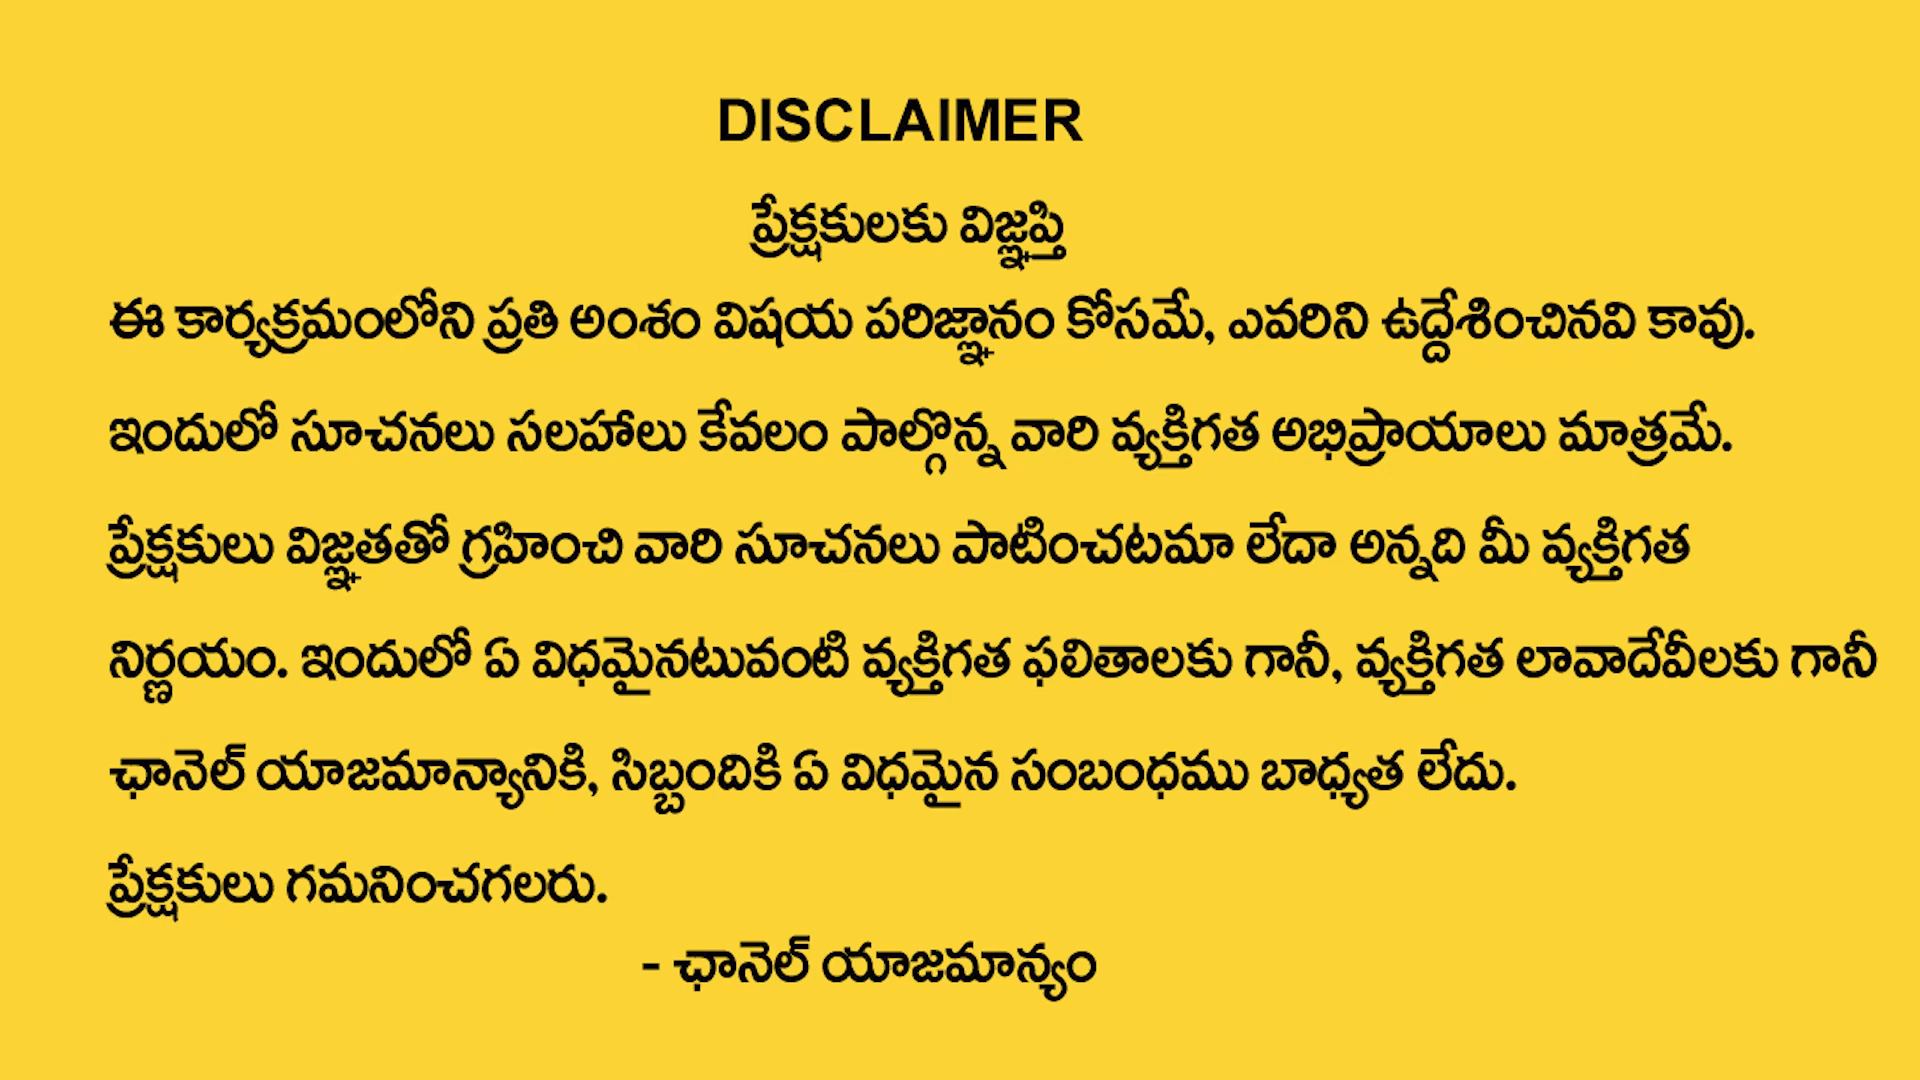 DISCLAIMER
ప్రేక్షకులకు విజ్ఞప్తి
ఈ కార్యక్రమంలోని ప్రతి అంశం విషయ పరిజ్ఞానం కోసమే, ఎవరిని ఉద్దేశించినవి కావు.
ఇందులో సూచనలు సలహాలు కేవలం పాల్గొన్న వారి వ్యక్తిగత అభిప్రాయాలు మాత్రమే.
ప్రేక్షకులు విజ్ఞతతో గ్రహించి వారి సూచనలు పాటించటమా లేదా అన్నది మీ వ్యక్తిగత
నిర్ణయం. ఇందులో ఏ విధమైనటువంటి వ్యక్తిగత ఫలితాలకు గానీ, వ్యక్తిగత లావాదేవీలకు గానీ
ఛానెల్ యాజమాన్యానికి, సిబ్బందికి ఏ విధమైన సంబంధము బాధ్యత లేదు.
ప్రేక్షకులు గమనించగలరు.
- ఛానెల్ యాజమాన్యం